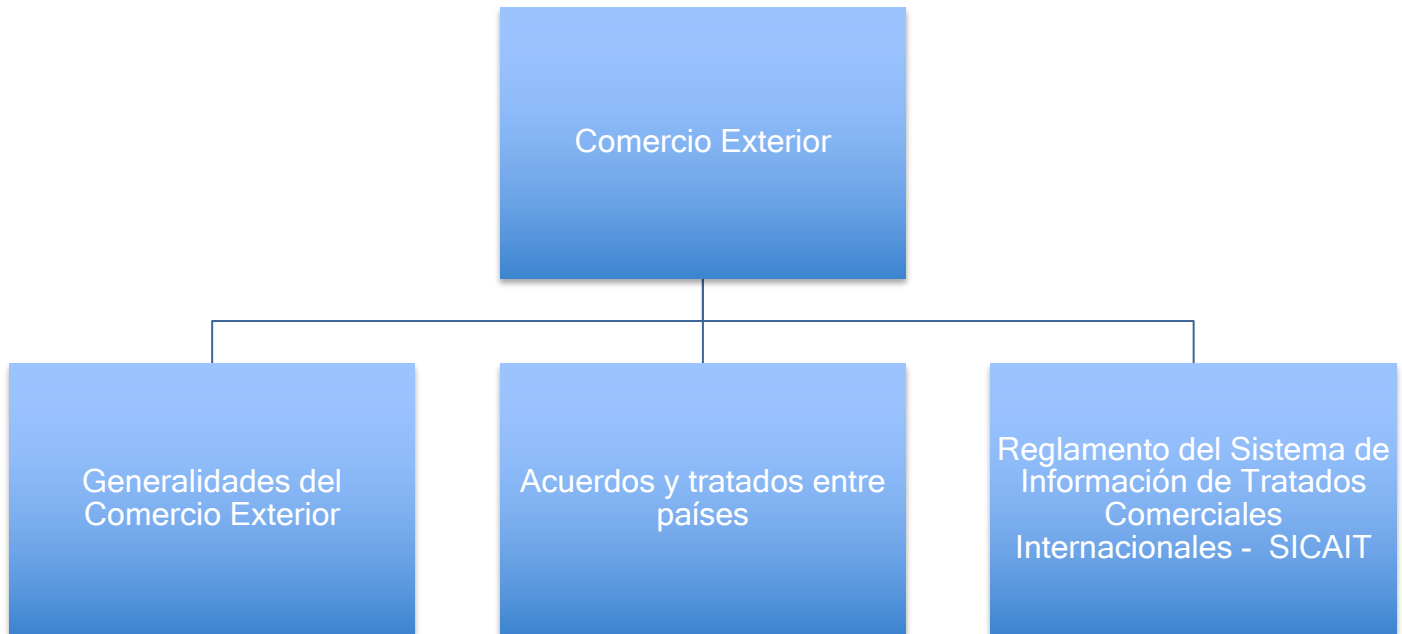 Comercio Exterior
Generalidades del
Comercio Exterior
Acuerdos y tratados entre
países
Reglamento del Sistema de
Información de Tratados
Comerciales
Internacionales -  SICAIT